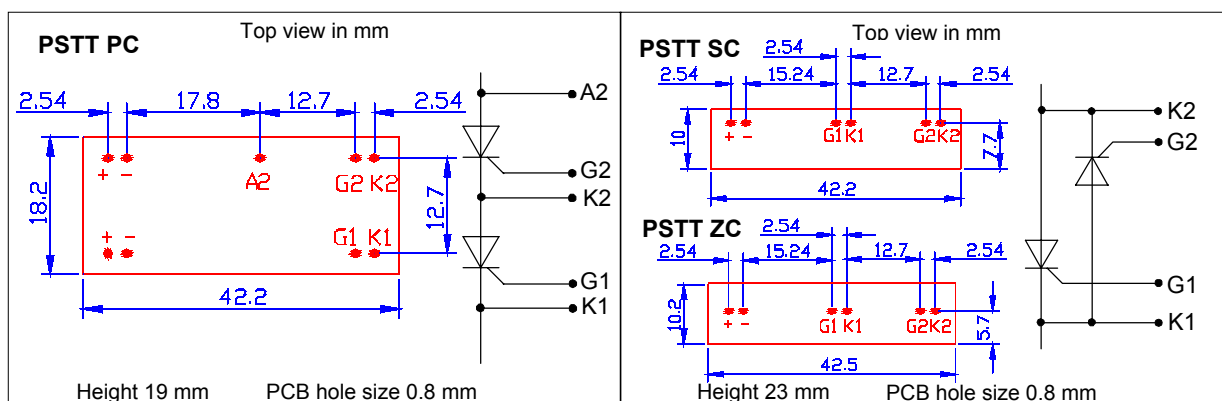 Top view in mm
PSTT PC
2.54 17.8 12.7 2.54
A2
+ - A2 G2 K2
18.2
12.7
G2
K2
+ - G1 K1
G1
K1
42.2
Height 19 mm PCB hole size 0.8 mm
Top view in mm
PSTT SC
2.54
2.54 15.24 12.7 2.54
10
+ - G1 K1 G2 K2
7.7
42.2
K2
G2
PSTT ZC
2.54
2.54 15.24 12.7 2.54
10.2
+ - G1 K1 G2 K2
5.7
42.5
G1
K1
Height 23 mm PCB hole size 0.8 mm